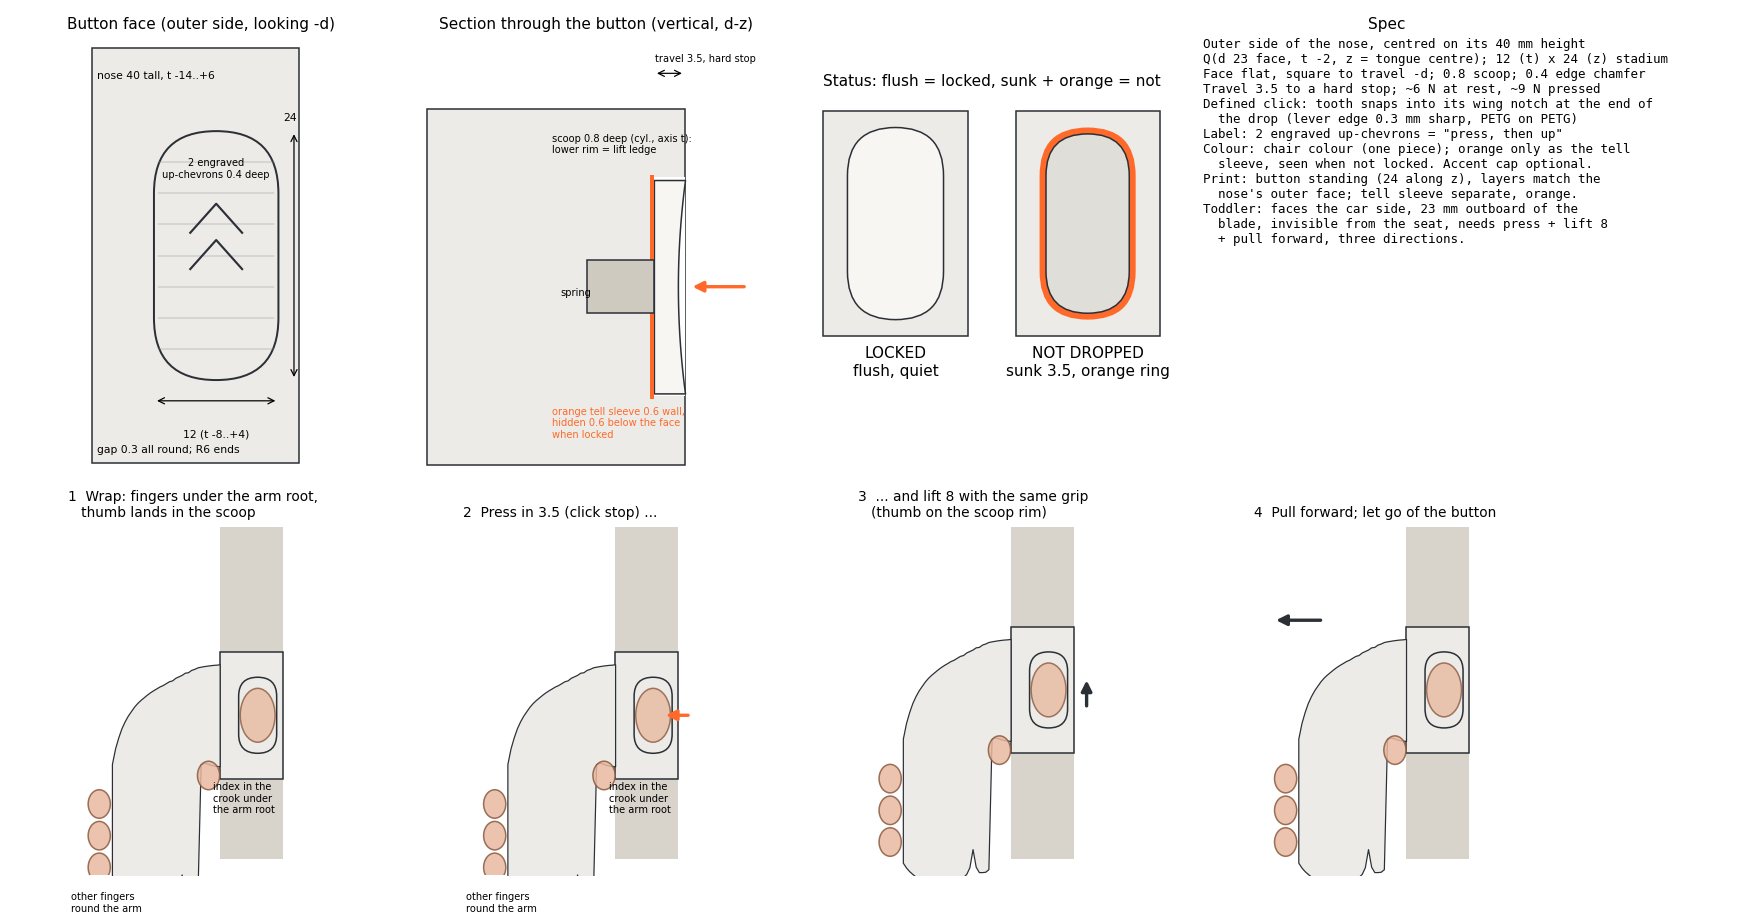 Button face (outer side, looking -d)
nose 40 tall, t -14..+6
24
2 engraved
up-chevrons 0.4 deep
12 (t -8..+4)
gap 0.3 all round; R6 ends
Section through the button (vertical, d-z)
travel 3.5, hard stop
scoop 0.8 deep (cyl., axis t):
lower rim = lift ledge
spring
orange tell sleeve 0.6 wall,
hidden 0.6 below the face
when locked
Status: flush = locked, sunk + orange = not
LOCKED
flush, quiet
NOT DROPPED
sunk 3.5, orange ring
Spec
Outer side of the nose, centred on its 40 mm height
Q(d 23 face, t -2, z = tongue centre); 12 (t) x 24 (z) stadium
Face flat, square to travel -d; 0.8 scoop; 0.4 edge chamfer
Travel 3.5 to a hard stop; ~6 N at rest, ~9 N pressed
Defined click: tooth snaps into its wing notch at the end of
the drop (lever edge 0.3 mm sharp, PETG on PETG)
Label: 2 engraved up-chevrons = "press, then up"
Colour: chair colour (one piece); orange only as the tell
sleeve, seen when not locked. Accent cap optional.
Print: button standing (24 along z), layers match the
nose's outer face; tell sleeve separate, orange.
Toddler: faces the car side, 23 mm outboard of the
blade, invisible from the seat, needs press + lift 8
+ pull forward, three directions.
1 Wrap: fingers under the arm root,
thumb lands in the scoop
index in the
crook under
the arm root
other fingers
round the arm
2 Press in 3.5 (click stop) ...
index in the
crook under
the arm root
other fingers
round the arm
3 ... and lift 8 with the same grip
(thumb on the scoop rim)
4 Pull forward; let go of the button